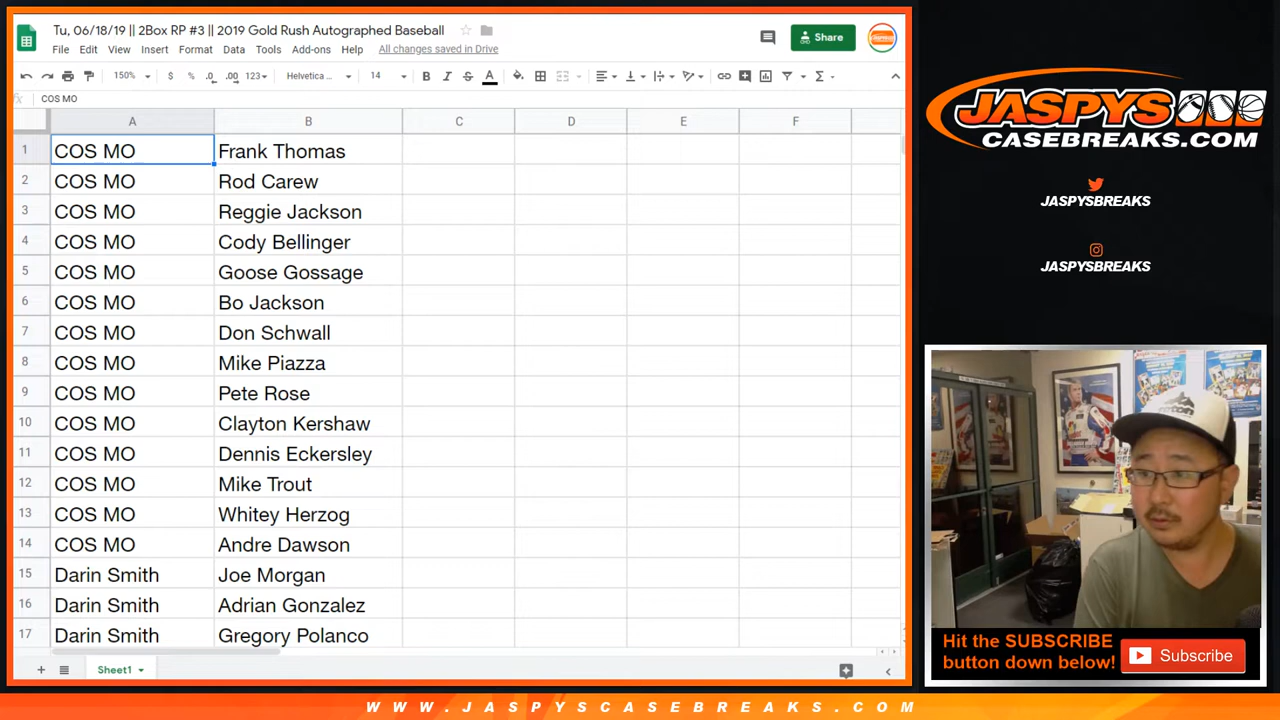 Tu, 06/18/19 || 2Box RP #3 || 2019 Gold Rush Autographed Baseball
Share
File Edit View Insert Format Data Tools Add-ons Help All changes saved in Drive
150% $ % .0 .00 123 Helvetica ... 14 B I S A
fx COS MO
A B C D E F
1 COS MO Frank Thomas
2 COS MO Rod Carew
3 COS MO Reggie Jackson
4 COS MO Cody Bellinger
5 COS MO Goose Gossage
6 COS MO Bo Jackson
7 COS MO Don Schwall
8 COS MO Mike Piazza
9 COS MO Pete Rose
10 COS MO Clayton Kershaw
11 COS MO Dennis Eckersley
12 COS MO Mike Trout
13 COS MO Whitey Herzog
14 COS MO Andre Dawson
15 Darin Smith Joe Morgan
16 Darin Smith Adrian Gonzalez
17 Darin Smith Gregory Polanco
Sheet1
JASPYS
CASEBREAKS.COM
JASPYSBREAKS
JASPYSBREAKS
Hit the SUBSCRIBE
button down below!
Subscribe
WWW.JASPYSCASEBREAKS.COM